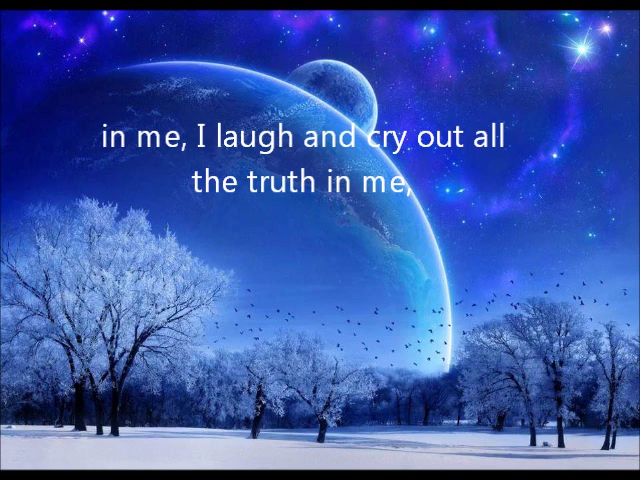 in me, I laugh and cry out all
the truth in me,